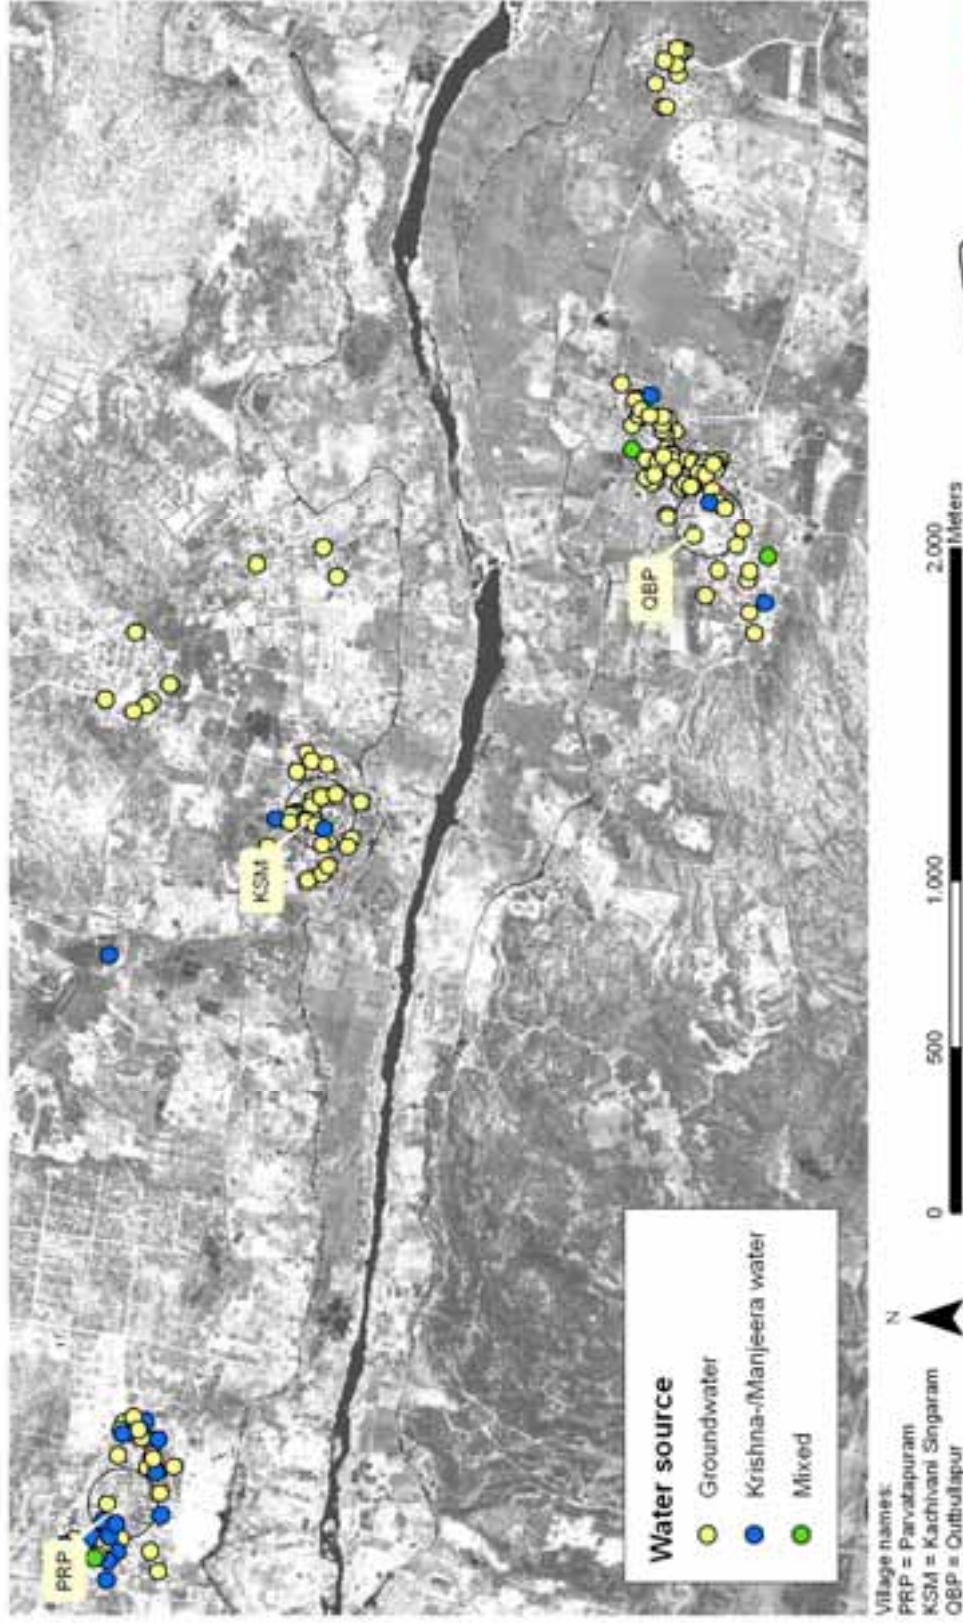 PRP
KSM
QBP
Water source
Groundwater
Krishna-/Manjeera water
Mixed
Village names:
PRP = Parvatapuram
KSM = Kachivani Singaram
QBP = Qutbullapur
N
0 500 1.000 2.000
Meters